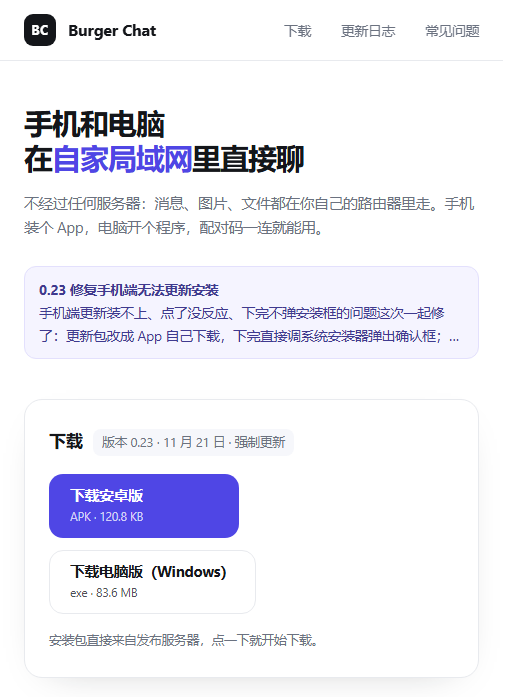 BC
Burger Chat
下载
更新日志
常见问题
手机和电脑
在自家局域网里直接聊
不经过任何服务器：消息、图片、文件都在你自己的路由器里走。手机
装个 App，电脑开个程序，配对码一连就能用。
0.23 修复手机端无法更新安装
手机端更新装不上、点了没反应、下完不弹安装框的问题这次一起修
了：更新包改成 App 自己下载，下完直接调系统安装器弹出确认框；...
下载
版本 0.23 · 11 月 21 日 · 强制更新
下载安卓版
APK · 120.8 KB
下载电脑版（Windows）
exe · 83.6 MB
安装包直接来自发布服务器，点一下就开始下载。